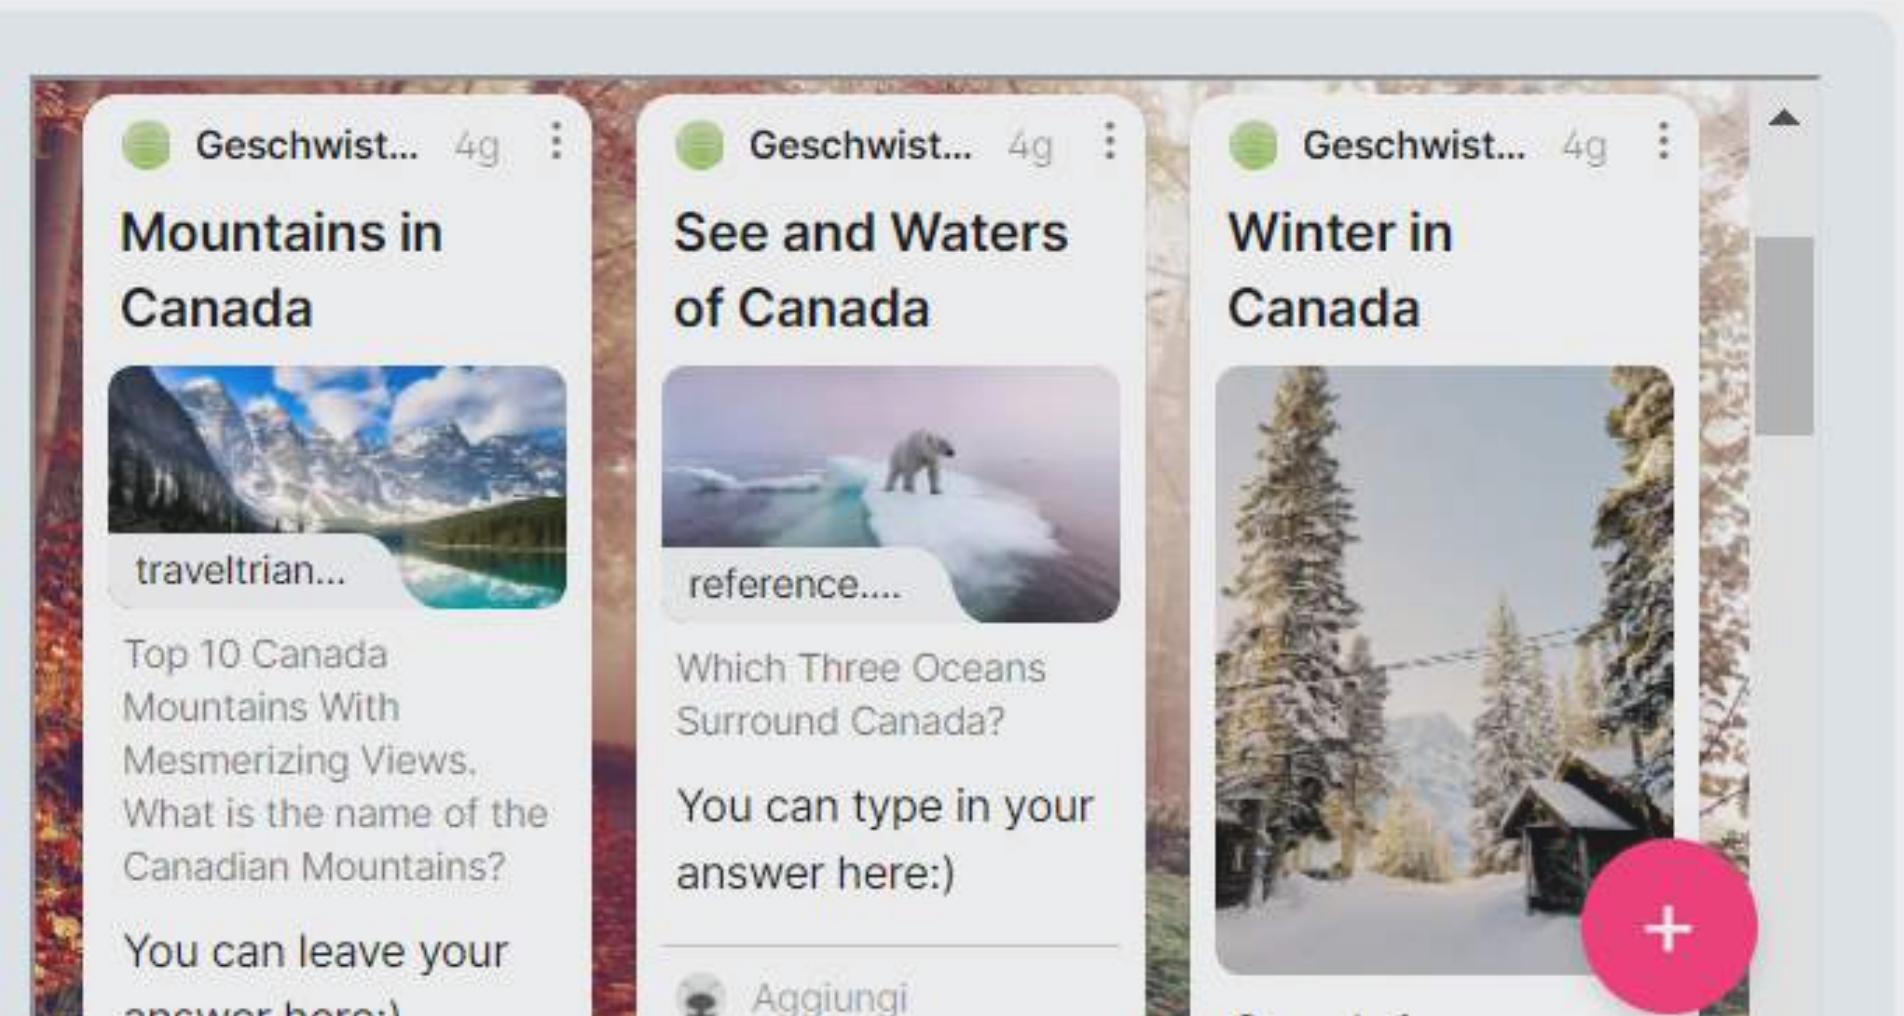 Geschwist... 4g
Mountains in
Canada
traveltrian...
Top 10 Canada
Mountains With
Mesmerizing Views.
What is the name of the
Canadian Mountains?
You can leave your
answer here:)
Geschwist... 4g
See and Waters
of Canada
reference....
Which Three Oceans
Surround Canada?
You can type in your
answer here:)
Aggiungi
Geschwist... 4g
Winter in
Canada